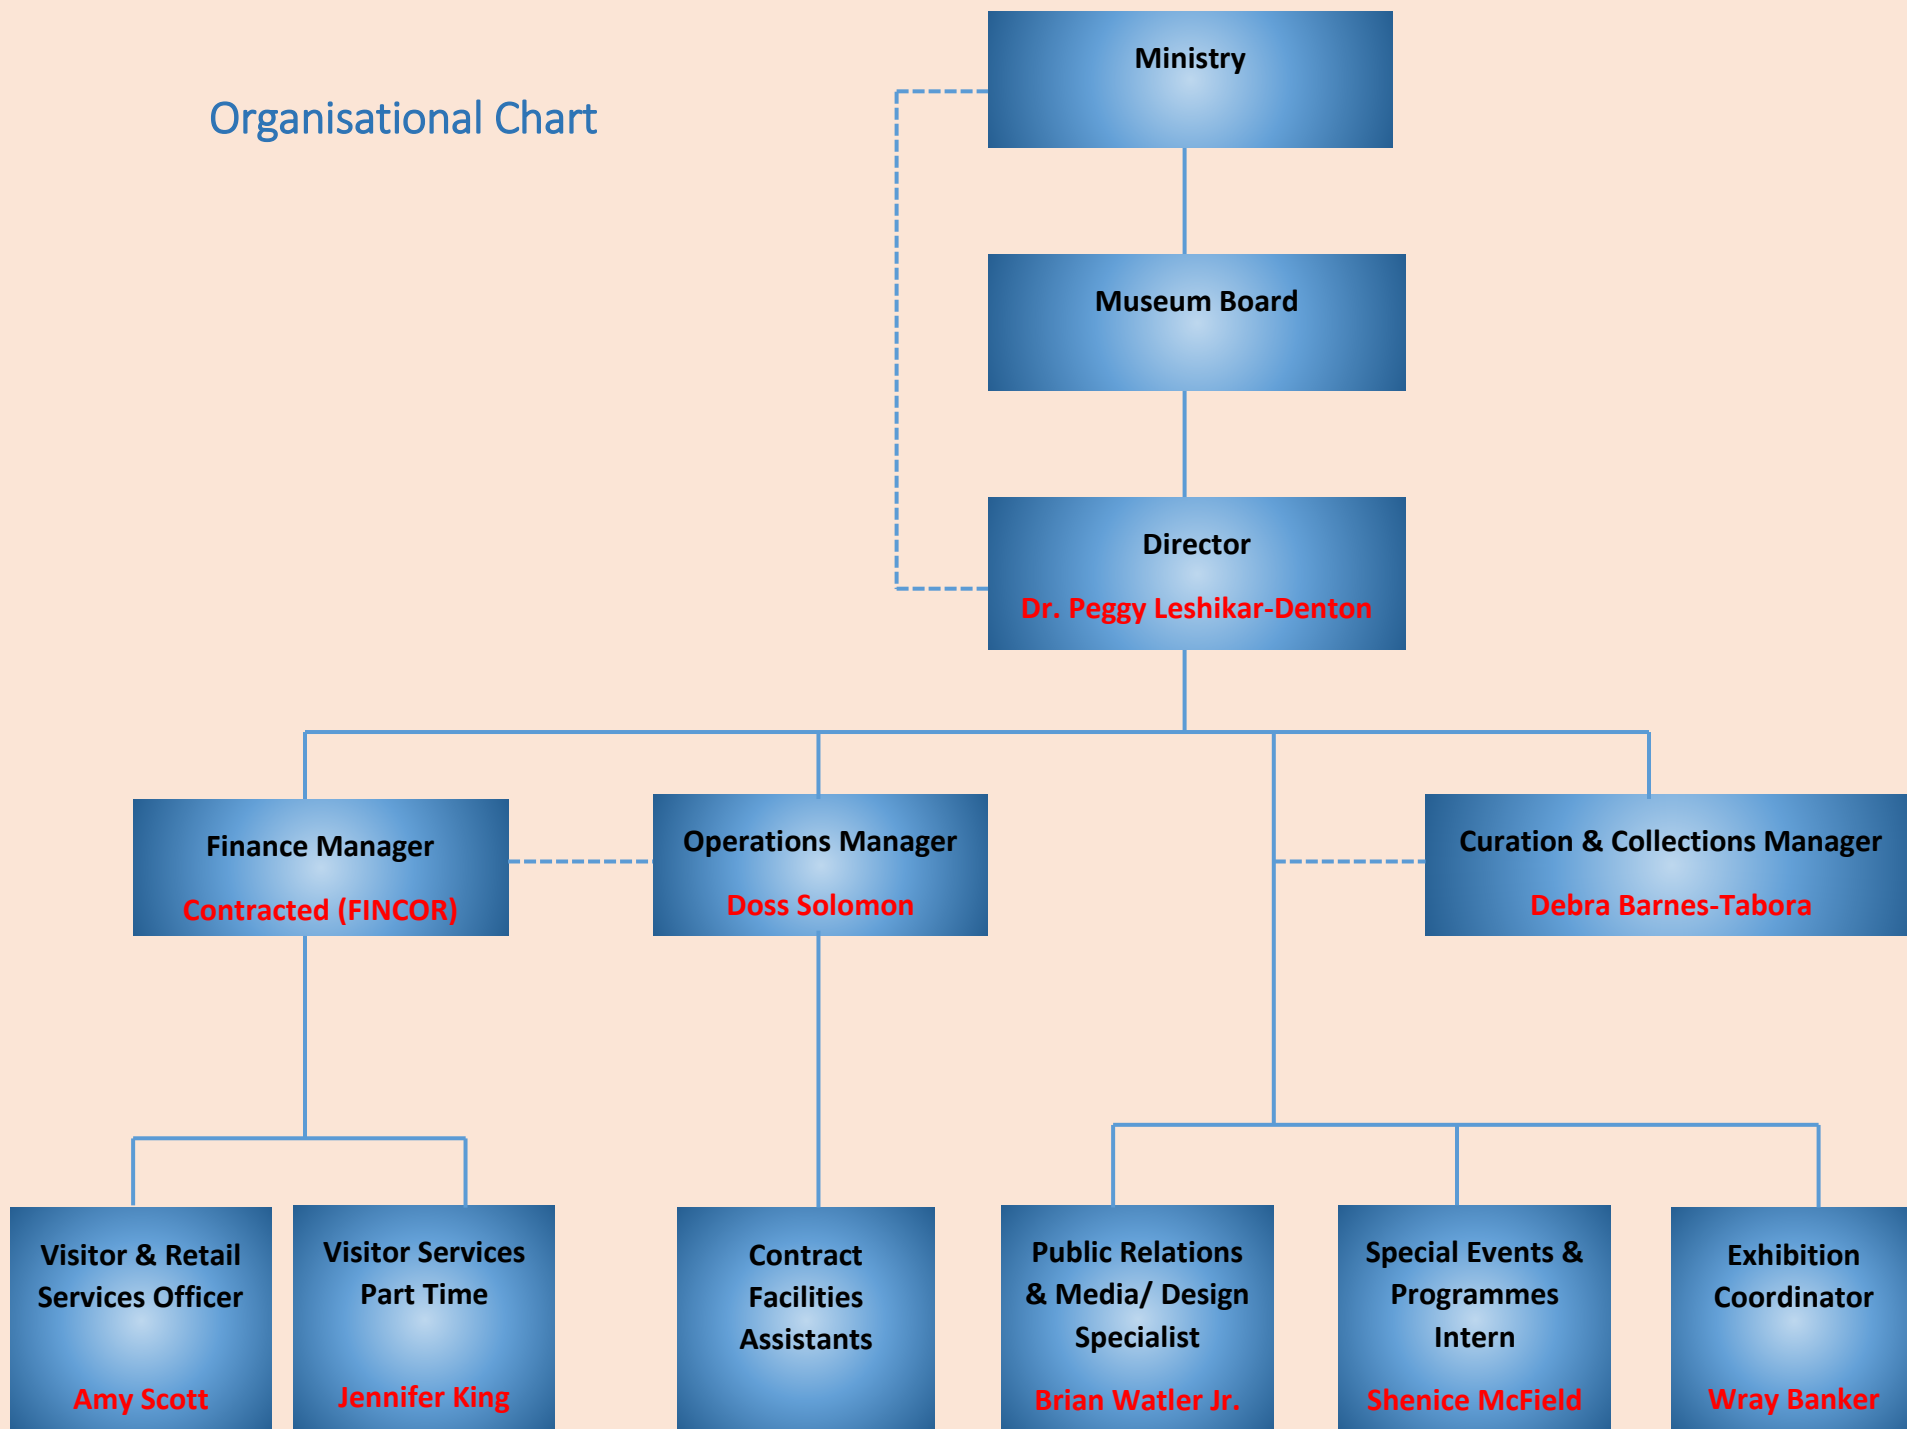 Organisational Chart
Ministry
Museum Board
Director
Dr. Peggy Leshikar-Denton
Finance Manager
Contracted (FINCOR)
Operations Manager
Doss Solomon
Curation & Collections Manager
Debra Barnes-Tabora
Visitor & Retail
Services Officer
Amy Scott
Visitor Services
Part Time
Jennifer King
Contract
Facilities
Assistants
Public Relations
& Media/ Design
Specialist
Brian Watler Jr.
Special Events &
Programmes
Intern
Shenice McField
Exhibition
Coordinator
Wray Banker